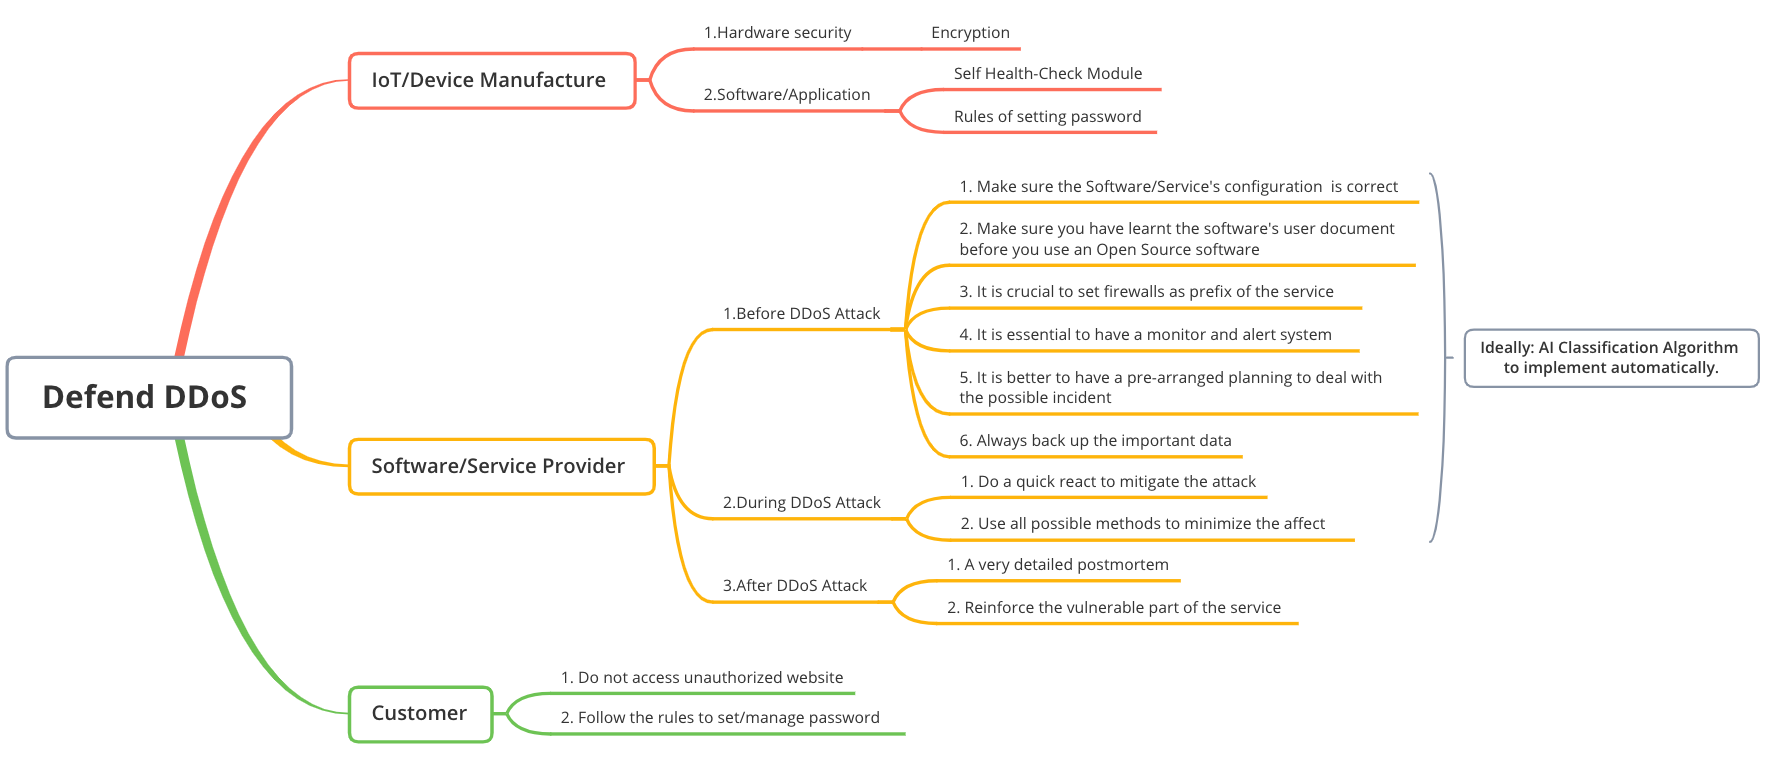 1.Hardware security
Encryption
IoT/Device Manufacture
Self Health-Check Module
2.Software/Application
Rules of setting password
1. Make sure the Software/Service's configuration  is correct
2. Make sure you have learnt the software's user document
before you use an Open Source software
3. It is crucial to set firewalls as prefix of the service
1.Before DDoS Attack
4. It is essential to have a monitor and alert system
Ideally: AI Classification Algorithm
to implement automatically.
5. It is better to have a pre-arranged planning to deal with
the possible incident
Defend DDoS
6. Always back up the important data
Software/Service Provider
1. Do a quick react to mitigate the attack
2.During DDoS Attack
2. Use all possible methods to minimize the affect
1. A very detailed postmortem
3.After DDoS Attack
2. Reinforce the vulnerable part of the service
1. Do not access unauthorized website
Customer
2. Follow the rules to set/manage password